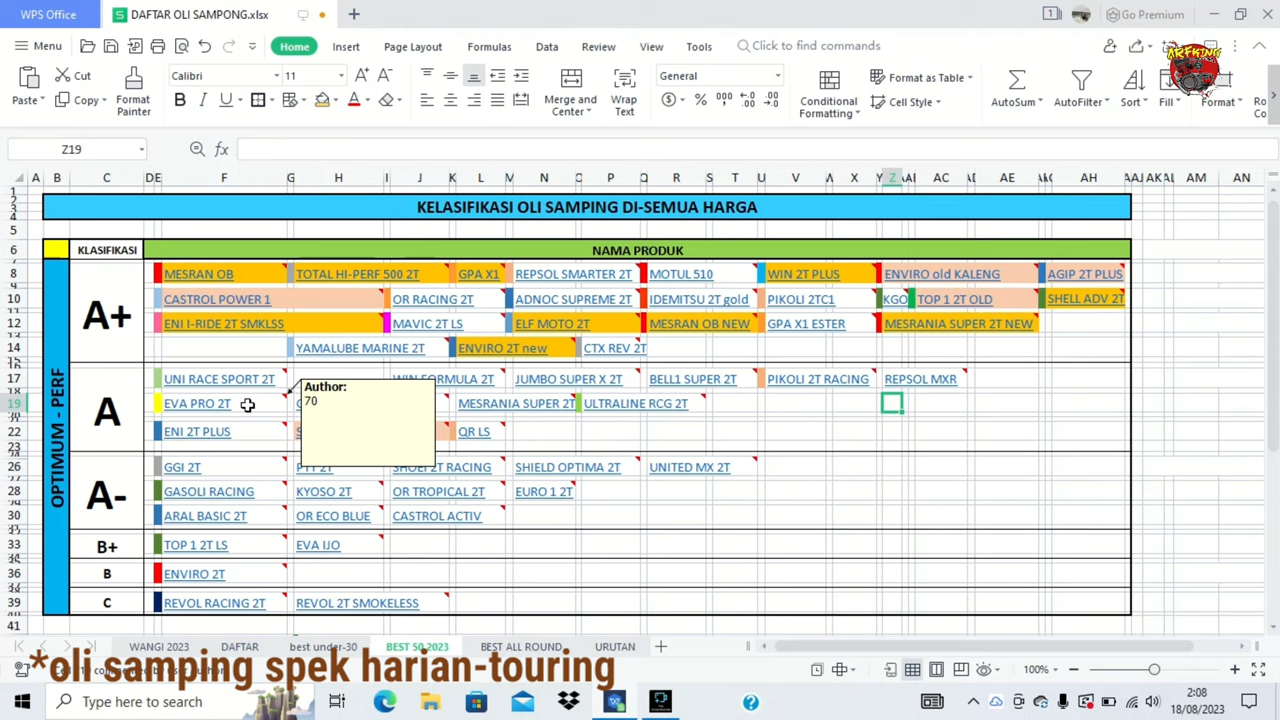 WPS Office
DAFTAR OLI SAMPONG.xlsx
Go Premium
Menu
Home
Insert
Page Layout
Formulas
Data
Review
View
Tools
Click to find commands
ARFKING
Paste
Cut
Copy
Format Painter
Calibri
11
Merge and Center
Wrap Text
General
Conditional Formatting
Format as Table
Cell Style
AutoSum
AutoFilter
Sort
Fill
Format
Z19
KELASIFIKASI OLI SAMPING DI-SEMUA HARGA
KLASIFIKASI NAMA PRODUK
OPTIMUM - PERF
A+
MESRAN OB TOTAL HI-PERF 500 2T GPA X1 REPSOL SMARTER 2T MOTUL 510 WIN 2T PLUS ENVIRO old KALENG AGIP 2T PLUS
CASTROL POWER 1 OR RACING 2T ADNOC SUPREME 2T IDEMITSU 2T gold PIKOLI 2TC1 KGO TOP 1 2T OLD SHELL ADV 2T
ENI I-RIDE 2T SMKLSS MAVIC 2T LS ELF MOTO 2T MESRAN OB NEW GPA X1 ESTER MESRANIA SUPER 2T NEW
YAMALUBE MARINE 2T ENVIRO 2T new CTX REV 2T
A
UNI RACE SPORT 2T WIN FORMULA 2T JUMBO SUPER X 2T BELL1 SUPER 2T PIKOLI 2T RACING REPSOL MXR
EVA PRO 2T MESRANIA SUPER 2T ULTRALINE RCG 2T
ENI 2T PLUS QR LS
Author:
70
A-
GGI 2T PTT 2T SHOEI 2T RACING SHIELD OPTIMA 2T UNITED MX 2T
GASOLI RACING KYOSO 2T OR TROPICAL 2T EURO 1 2T
ARAL BASIC 2T OR ECO BLUE CASTROL ACTIV
B+ TOP 1 2T LS EVA IJO
B ENVIRO 2T
C REVOL RACING 2T REVOL 2T SMOKELESS
WANGI 2023 DAFTAR best under-30 BEST 50 2023 BEST ALL ROUND URUTAN
*oli samping spek harian-touring
100%
Type here to search
2:08
18/08/2023